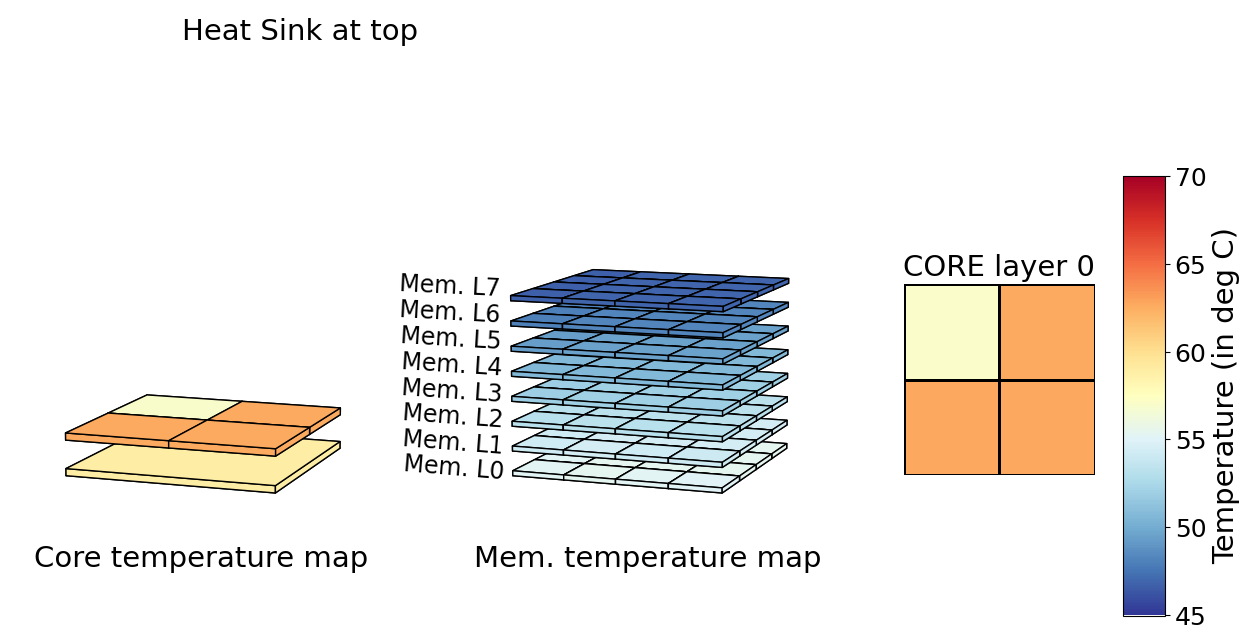 Heat Sink at top
Mem. L7
Mem. L6
Mem. L5
Mem. L4
Mem. L3
Mem. L2
Mem. L1
Mem. L0
Core temperature map
Mem. temperature map
CORE layer 0
70
65
60
55
50
45
Temperature (in deg C)